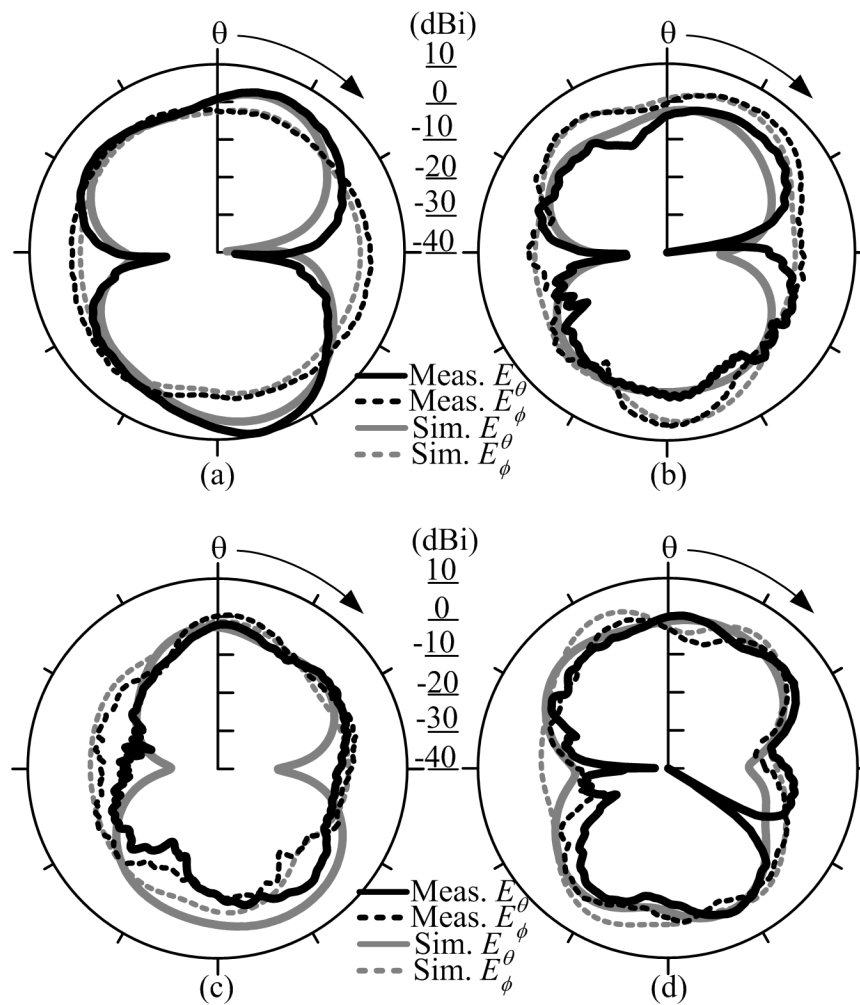 (dBi)
θ
10
0
-10
-20
-30
-40
θ
Meas. Eθ
Meas. Eϕ
Sim. Eθ
Sim. Eϕ
(a)
(b)
(dBi)
θ
10
0
-10
-20
-30
-40
θ
Meas. Eθ
Meas. Eϕ
Sim. Eθ
Sim. Eϕ
(c)
(d)